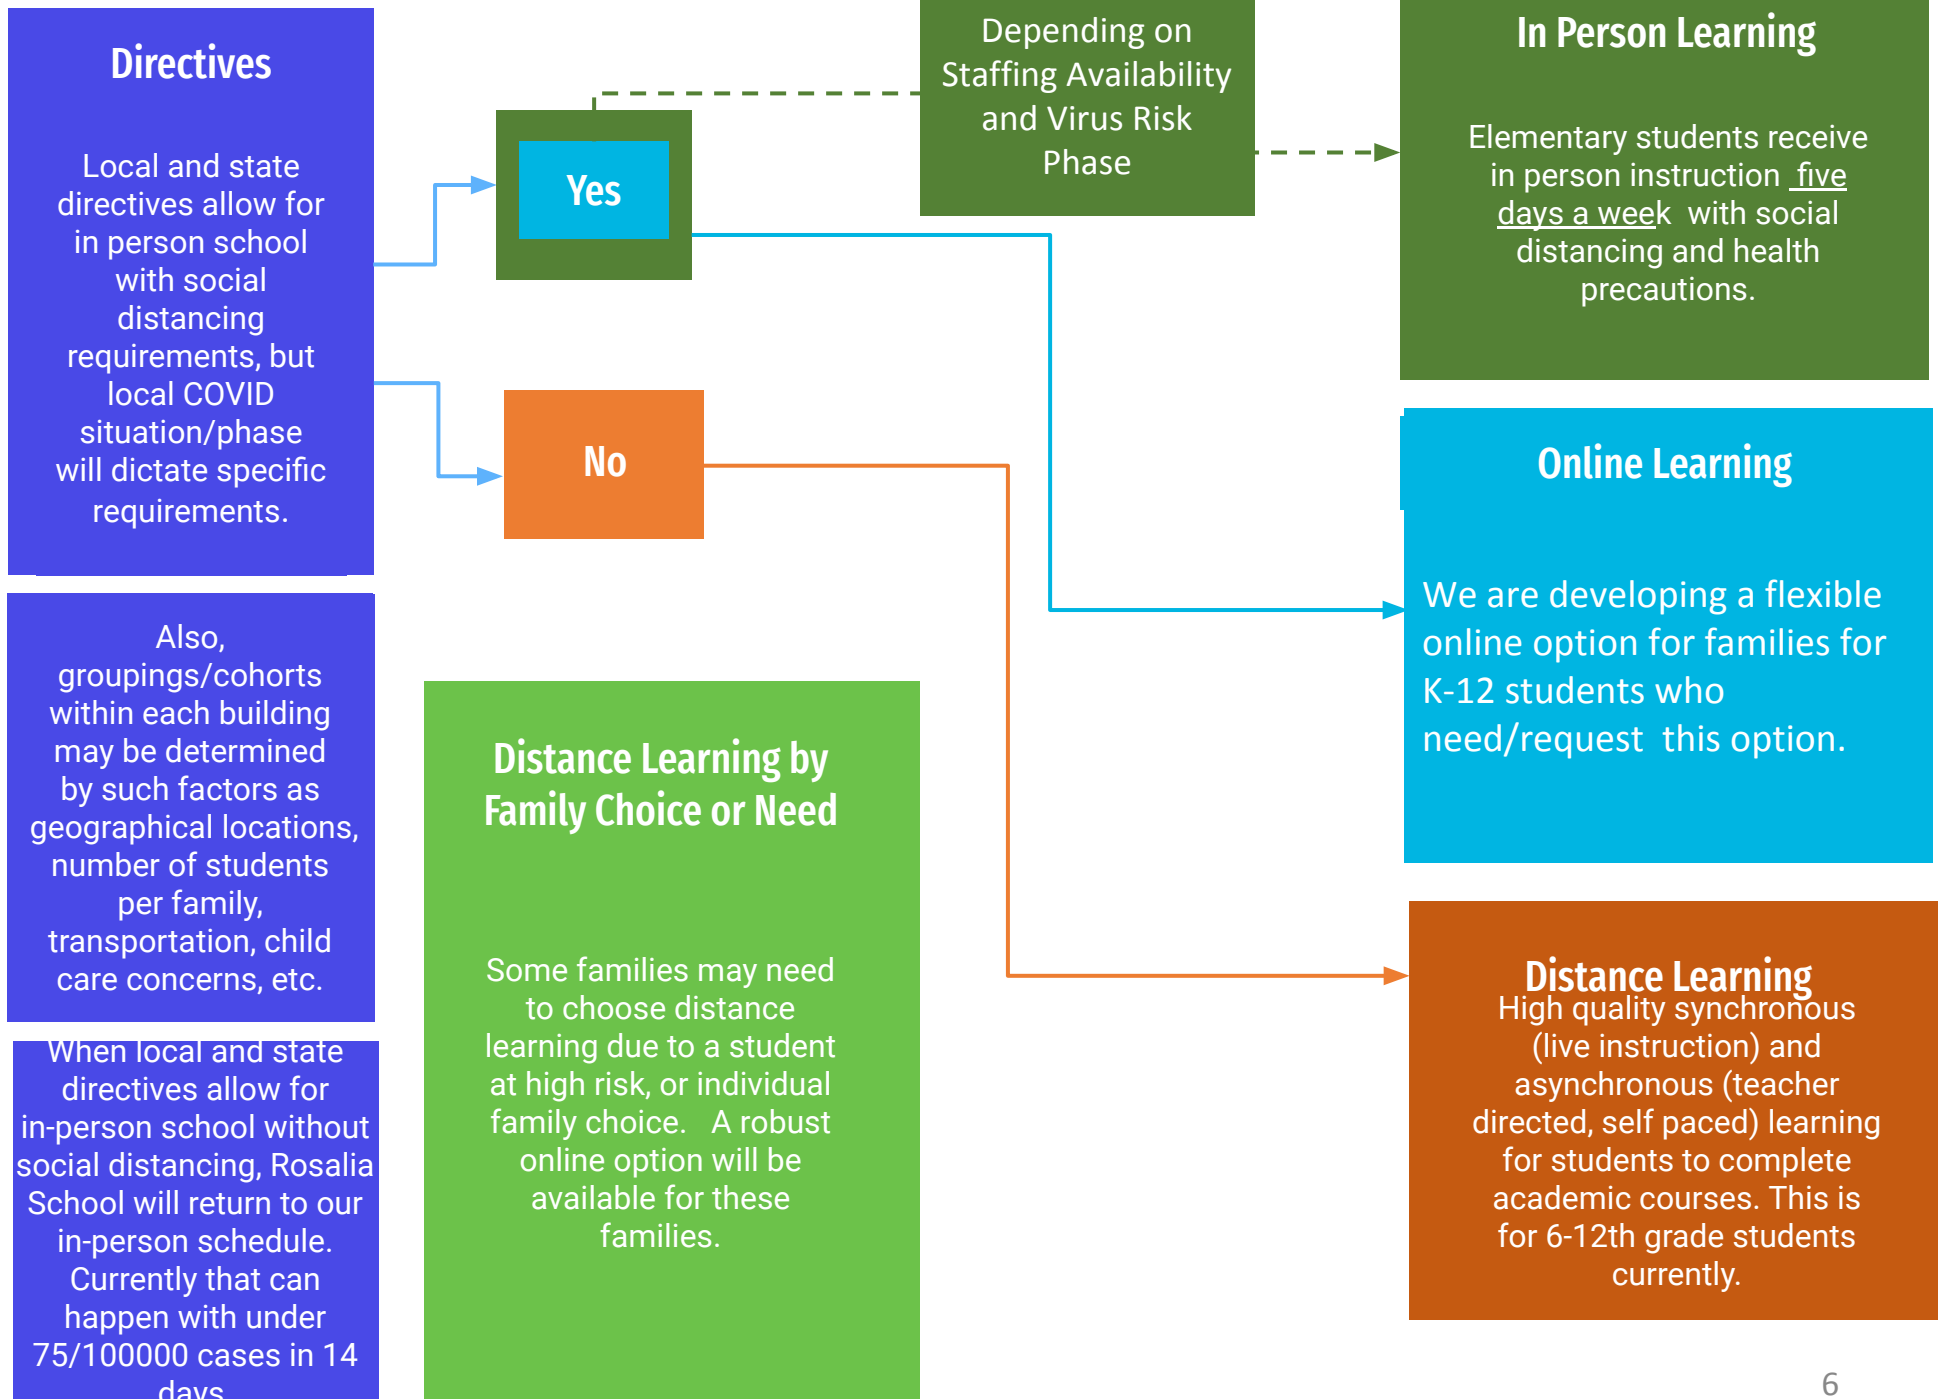 Directives
Local and state
directives allow for
in person school
with social
distancing
requirements, but
local COVID
situation/phase
will dictate specific
requirements.
Also,
groupings/cohorts
within each building
may be determined
by such factors as
geographical locations,
number of students
per family,
transportation, child
care concerns, etc.
When local and state
directives allow for
in-person school without
social distancing, Rosalia
School will return to our
in-person schedule.
Currently that can
happen with under
75/100000 cases in 14
days
Yes
No
Depending on
Staffing Availability
and Virus Risk
Phase
Distance Learning by
Family Choice or Need
Some families may need
to choose distance
learning due to a student
at high risk, or individual
family choice.   A robust
online option will be
available for these
families.
In Person Learning
Elementary students receive
in person instruction  five
days a week  with social
distancing and health
precautions.
Online Learning
We are developing a flexible
online option for families for
K-12 students who
need/request  this option.
Distance Learning
High quality synchronous
(live instruction) and
asynchronous (teacher
directed, self paced) learning
for students to complete
academic courses. This is
for 6-12th grade students
currently.
6